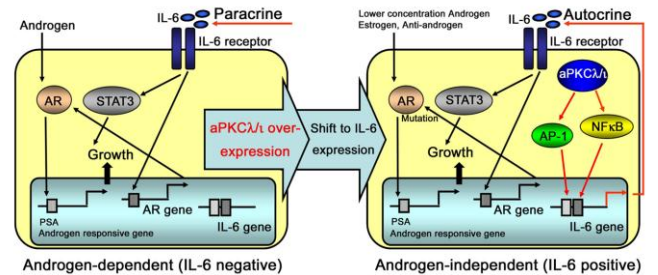 Androgen
IL-6
Paracrine
IL-6 receptor
AR
STAT3
Growth
PSA
Androgen responsive gene
AR gene
IL-6 gene
Androgen-dependent (IL-6 negative)
aPKCλ/ι over-
expression
Shift to IL-6
expression
Lower concentration Androgen
Estrogen, Anti-androgen
IL-6
Autocrine
IL-6 receptor
AR
Mutation
STAT3
aPKCλ/ι
AP-1
NFκB
Growth
PSA
Androgen responsive gene
AR gene
IL-6 gene
Androgen-independent (IL-6 positive)